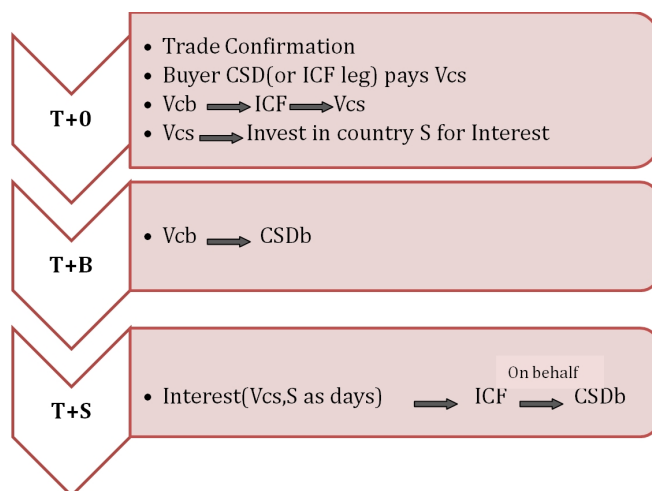 T+0
• Trade Confirmation
• Buyer CSD(or ICF leg) pays Vcs
• Vcb ICF Vcs
• Vcs Invest in country S for Interest
T+B
• Vcb CSDb
T+S
On behalf
• Interest(Vcs,S as days) ICF CSDb